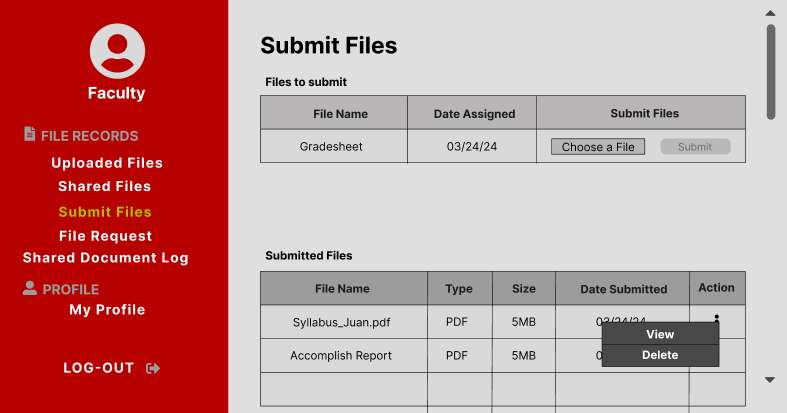 Faculty
FILE RECORDS
Uploaded Files
Shared Files
Submit Files
File Request
Shared Document Log
PROFILE
My Profile
LOG-OUT
Submit Files
Files to submit
File Name Date Assigned Submit Files
Gradesheet 03/24/24 Choose a File Submit
Submitted Files
File Name Type Size Date Submitted Action
Syllabus_Juan.pdf PDF 5MB 03/24/24
View
Accomplish Report PDF 5MB
Delete